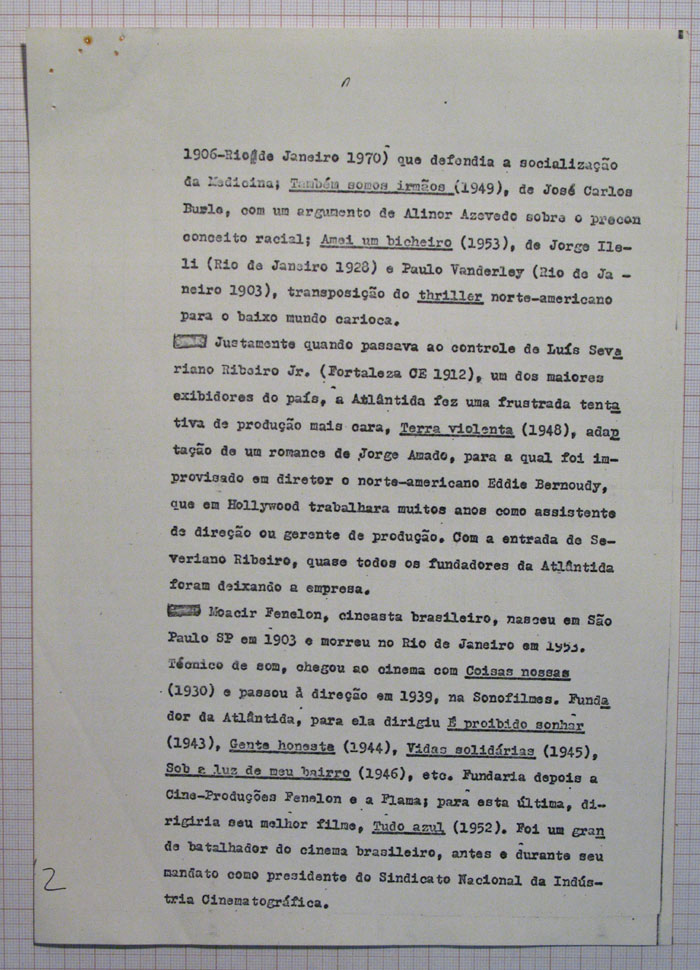 1906-Rio de Janeiro 1970) que defendia a socialização
da Medicina; Também somos irmãos (1949), de José Carlos
Burle, com um argumento de Alinor Azevedo sobre o precon
conceito racial; Amei um bicheiro (1953), de Jorge Ile-
li (Rio de Janeiro 1928) e Paulo Vanderley (Rio de Ja -
neiro 1903), transposição do thriller norte-americano
para o baixo mundo carioca.
Justamente quando passava ao controle de Luís Seve
riano Ribeiro Jr. (Fortaleza CE 1912), um dos maiores
exibidores do país, a Atlântida fez uma frustrada tenta
tiva de produção mais cara, Terra violenta (1948), adap
tação de um romance de Jorge Amado, para a qual foi im-
provisado em diretor o norte-americano Eddie Bernoudy,
que em Hollywood trabalhara muitos anos como assistente
de direção ou gerente de produção. Com a entrada de Se-
veriano Ribeiro, quase todos os fundadores da Atlântida
foram deixando a empresa.
Moacir Fenelon, cineasta brasileiro, nasceu em São
Paulo SP em 1903 e morreu no Rio de Janeiro em 1953.
Técnico de som, chegou ao cinema com Coisas nossas
(1930) e passou à direção em 1939, na Sonofilmes. Funda
dor da Atlântida, para ela dirigiu É proibido sonhar
(1943), Gente honesta (1944), Vidas solidárias (1945),
Sob a luz de meu bairro (1946), etc. Fundaria depois a
Cine-Produções Fenelon e a Flama; para esta última, di-
rigiria seu melhor filme, Tudo azul (1952). Foi um gran
de batalhador do cinema brasileiro, antes e durante seu
mandato como presidente do Sindicato Nacional da Indús-
tria Cinematográfica.
2